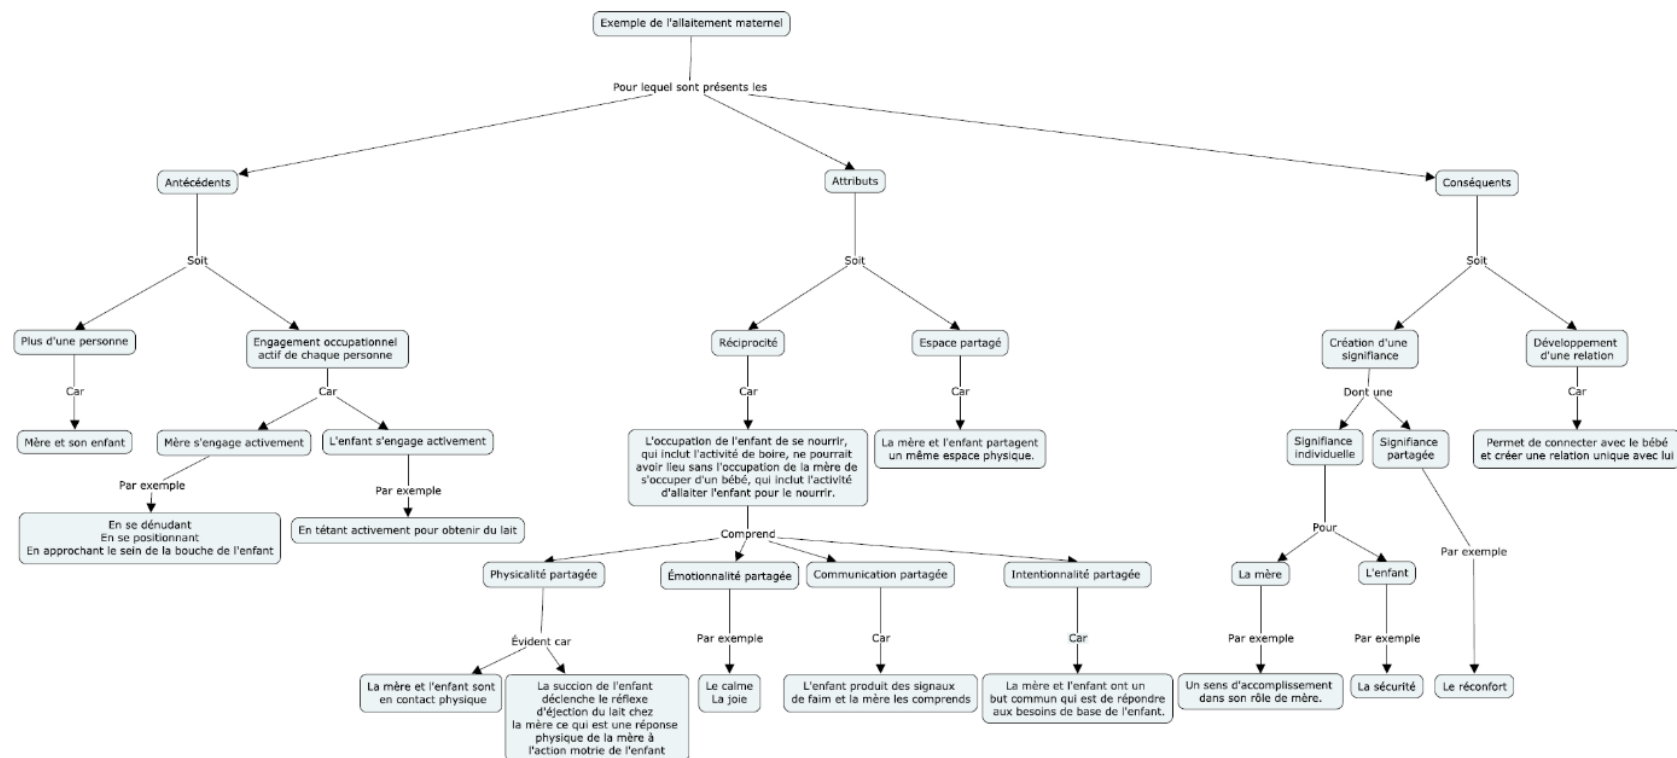 Exemple de l'allaitement maternel
Pour lequel sont présents les
Antécédents
Attributs
Conséquents
Soit
Soit
Soit
Plus d'une personne
Engagement occupationnel
actif de chaque personne
Réciprocité
Espace partagé
Création d'une
signifiance
Développement
d'une relation
Car
Car
Car
Car
Dont une
Car
Mère et son enfant
Mère s'engage activement
L'enfant s'engage activement
L'occupation de l'enfant de se nourrir,
qui inclut l'activité de boire, ne pourrait
avoir lieu sans l'occupation de la mère de
s'occuper d'un bébé, qui inclut l'activité
d'allaiter l'enfant pour le nourrir.
La mère et l'enfant partagent
un même espace physique.
Signifiance
individuelle
Signifiance
partagée
Permet de connecter avec le bébé
et créer une relation unique avec lui
Par exemple
Par exemple
En se dénudant
En se positionnant
En approchant le sein de la bouche de l'enfant
En tétant activement pour obtenir du lait
Comprend
Pour
Par exemple
Physicalité partagée
Émotionnalité partagée
Communication partagée
Intentionnalité partagée
La mère
L'enfant
Évident car
Par exemple
Car
Car
Par exemple
Par exemple
La mère et l'enfant sont
en contact physique
La succion de l'enfant
déclenche le réflexe
d'éjection du lait chez
la mère ce qui est une réponse
physique de la mère à
l'action motrie de l'enfant
Le calme
La joie
L'enfant produit des signaux
de faim et la mère les comprends
La mère et l'enfant ont un
but commun qui est de répondre
aux besoins de base de l'enfant.
Un sens d'accomplissement
dans son rôle de mère.
La sécurité
Le réconfort